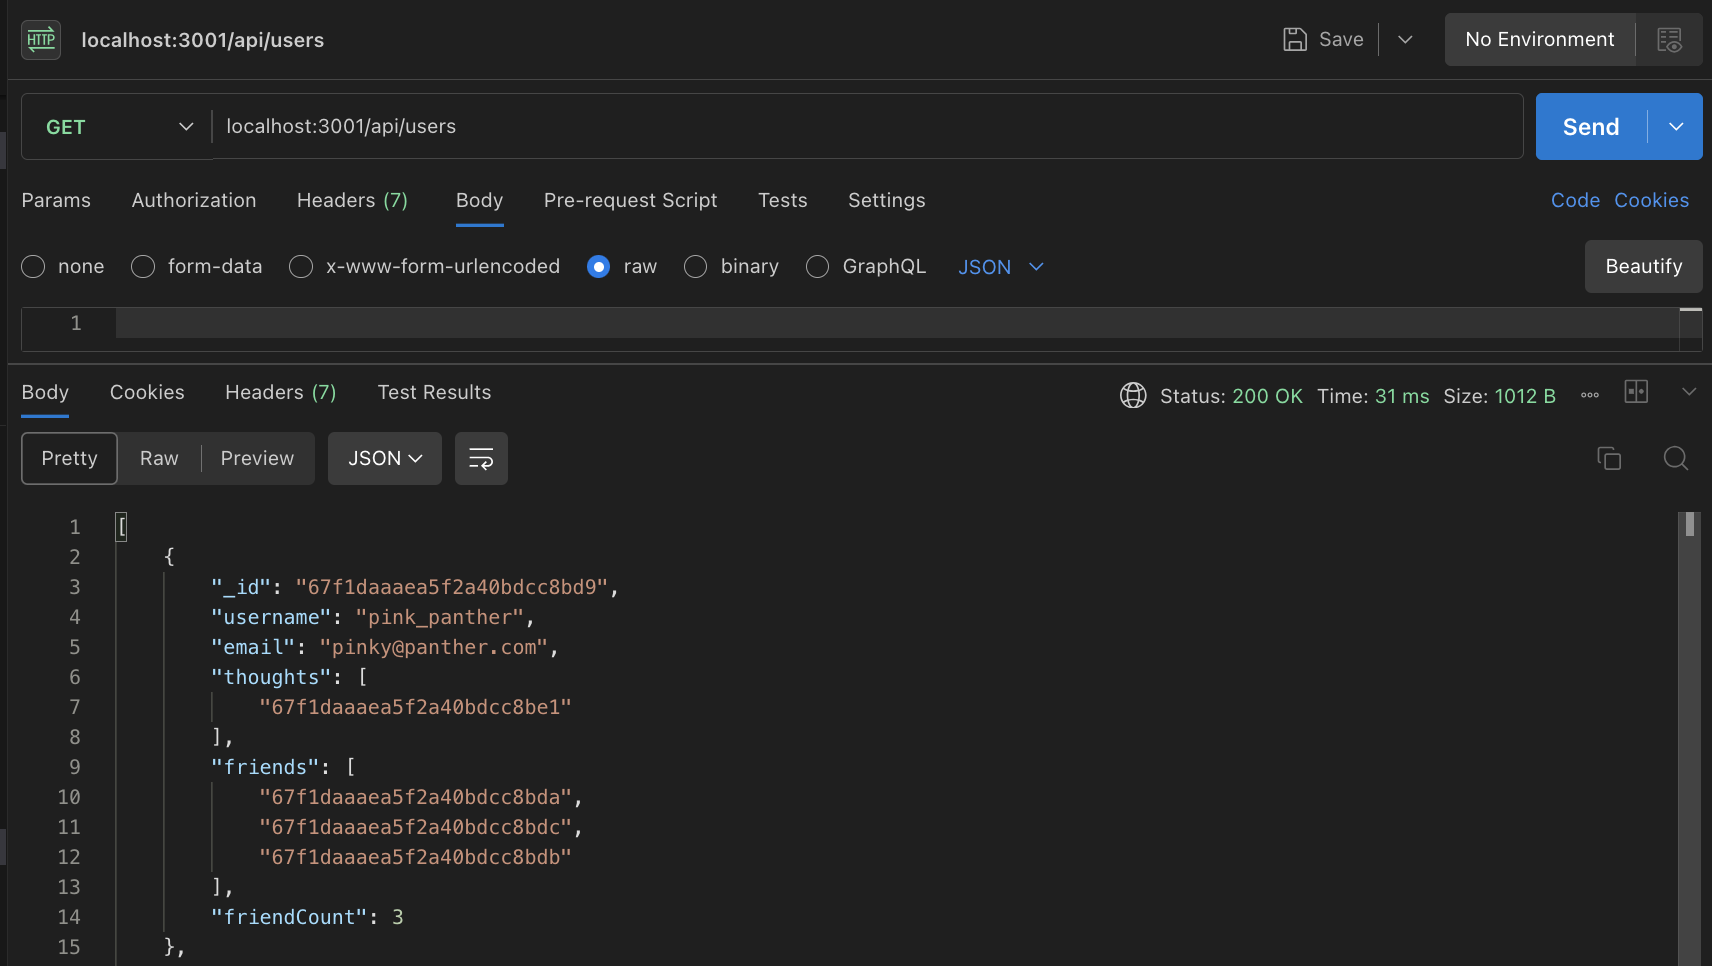 HTTP localhost:3001/api/users Save No Environment
GET localhost:3001/api/users Send
Params Authorization Headers (7) Body Pre-request Script Tests Settings Code Cookies
none form-data x-www-form-urlencoded raw binary GraphQL JSON Beautify
1
Body Cookies Headers (7) Test Results Status: 200 OK Time: 31 ms Size: 1012 B
Pretty Raw Preview JSON
1 [
2 {
3 "_id": "67f1daaaea5f2a40bdcc8bd9",
4 "username": "pink_panther",
5 "email": "pinky@panther.com",
6 "thoughts": [
7 "67f1daaaea5f2a40bdcc8be1"
8 ],
9 "friends": [
10 "67f1daaaea5f2a40bdcc8bda",
11 "67f1daaaea5f2a40bdcc8bdc",
12 "67f1daaaea5f2a40bdcc8bdb"
13 ],
14 "friendCount": 3
15 },